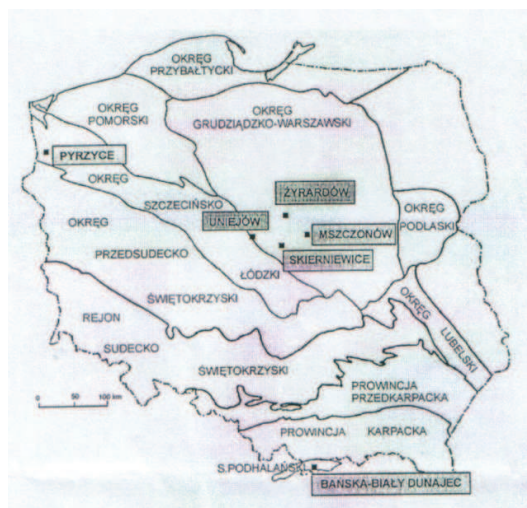 OKRĘG
PRZYBAŁTYCKI
OKRĘG
POMORSKI
OKRĘG
GRUDZIĄDZKO-WARSZAWSKI
PYRZYCE
OKRĘG
SZCZECIŃSKO
ŁÓDZKI
ŻYRARDÓW
UNIEJÓW
MSZCZONÓW
SKIERNIEWICE
OKRĘG
PODLASKI
OKRĘG
PRZEDSUDECKO
ŚWIĘTOKRZYSKI
OKRĘG
LUBELSKI
REJON
SUDECKO
ŚWIĘTOKRZYSKI
PROWINCJA
PRZEDKARPACKA
0 50 100 km
PROWINCJA KARPACKA
S.PODHALAŃSKI
BAŃSKA-BIAŁY DUNAJEC